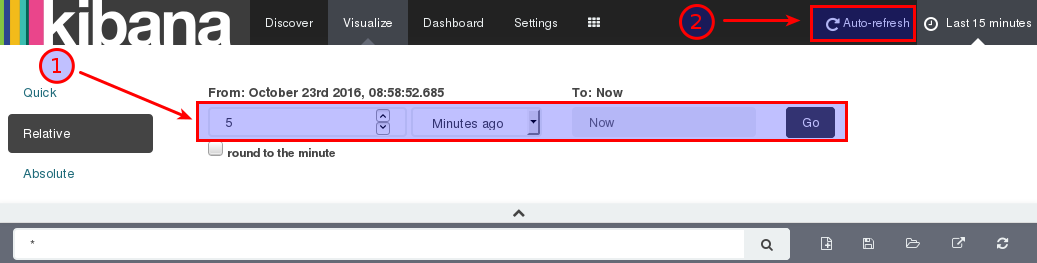 kibana Discover Visualize Dashboard Settings 2 Auto-refresh Last 15 minutes
1
Quick
From: October 23rd 2016, 08:58:52.685 To: Now
5 Minutes ago Now Go
Relative
round to the minute
Absolute
*